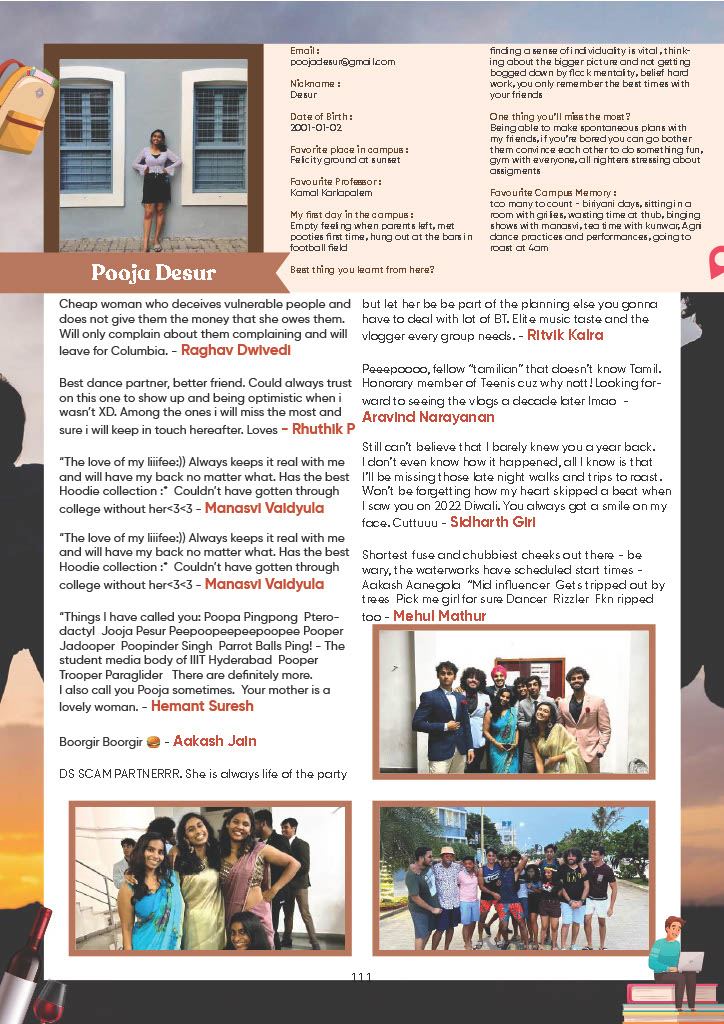 Email :
poojadesur@gmail.com
Nickname :
Desur
Date of Birth :
2001-01-02
Favorite place in campus :
Felicity ground at sunset
Favourite Professor :
Kamal Karlapalem
My first day in the campus :
Empty feeling when parents left, met
pooties first time, hung out at the bars in
football field
Best thing you learnt from here?
finding a sense of individuality is vital , think-
ing about the bigger picture and not getting
bogged down by flock mentality, belief hard
work, you only remember the best times with
your friends
One thing you'll miss the most?
Being able to make spontaneous plans with
my friends, if you're bored you can go bother
them convince each other to do something fun,
gym with everyone, all nighters stressing about
assigments
Favourite Campus Memory :
too many to count - biriyani days, sitting in a
room with grilles, wasting time at thub, binging
shows with manasvi, tea time with kunwar, Agni
dance practices and performances, going to
roast at 4am
Pooja Desur
Cheap woman who deceives vulnerable people and
does not give them the money that she owes them.
Will only complain about them complaining and will
leave for Columbia. - Raghav Dwivedi
Best dance partner, better friend. Could always trust
on this one to show up and being optimistic when i
wasn't XD. Among the ones i will miss the most and
sure i will keep in touch hereafter. Loves - Rhuthik P
"The love of my liiifee:)) Always keeps it real with me
and will have my back no matter what. Has the best
Hoodie collection :" Couldn't have gotten through
college without her<3<3 - Manasvi Vaidyula
"The love of my liiifee:)) Always keeps it real with me
and will have my back no matter what. Has the best
Hoodie collection :" Couldn't have gotten through
college without her<3<3 - Manasvi Vaidyula
"Things I have called you: Poopa Pingpong Ptero-
dactyl Jooja Pesur Peepoopeepeepoopee Pooper
Jadooper Poopinder Singh Parrot Balls Ping! - The
student media body of IIIT Hyderabad Pooper
Trooper Paraglider There are definitely more.
I also call you Pooja sometimes. Your mother is a
lovely woman. - Hemant Suresh
Boorgir Boorgir 🍔 - Aakash Jain
DS SCAM PARTNERRR. She is always life of the party
but let her be be part of the planning else you gonna
have to deal with lot of BT. Elite music taste and the
vlogger every group needs. - Ritvik Kalra
Peeepoooo, fellow "tamilian" that doesn't know Tamil.
Honorary member of Teenis cuz why nott! Looking for-
ward to seeing the vlogs a decade later lmao -
Aravind Narayanan
Still can't believe that I barely knew you a year back.
I don't even know how it happened, all I know is that
I'll be missing those late night walks and trips to roast.
Won't be forgetting how my heart skipped a beat when
I saw you on 2022 Diwali. You always got a smile on my
face. Cuttuuu - Sidharth Giri
Shortest fuse and chubbiest cheeks out there - be
wary, the waterworks have scheduled start times -
Aakash Aanegola "Mid influencer Gets tripped out by
trees Pick me girl for sure Dancer Rizzler Fkn ripped
too - Mehul Mathur
111